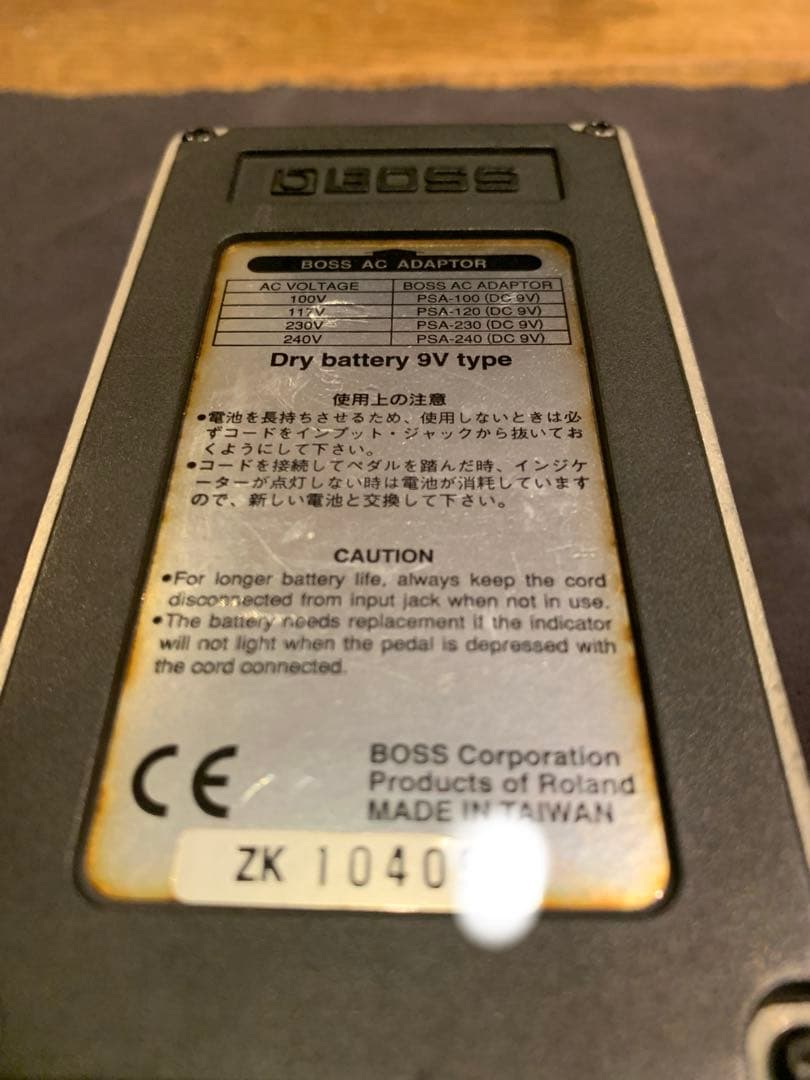 BOSS
BOSS AC ADAPTOR
AC VOLTAGE BOSS AC ADAPTOR
100V PSA-100 (DC 9V)
117V PSA-120 (DC 9V)
230V PSA-230 (DC 9V)
240V PSA-240 (DC 9V)
Dry battery 9V type
使用上の注意
●電池を長持ちさせるため、使用しないときは必
ずコードをインプット・ジャックから抜いてお
くようにして下さい。
●コードを接続してペダルを踏んだ時、インジケ
ーターが点灯しない時は電池が消耗しています
ので、新しい電池と交換して下さい。
CAUTION
●For longer battery life, always keep the cord
disconnected from input jack when not in use.
●The battery needs replacement if the indicator
will not light when the pedal is depressed with
the cord connected.
CE
BOSS Corporation
Products of Roland
MADE IN TAIWAN
ZK 1040